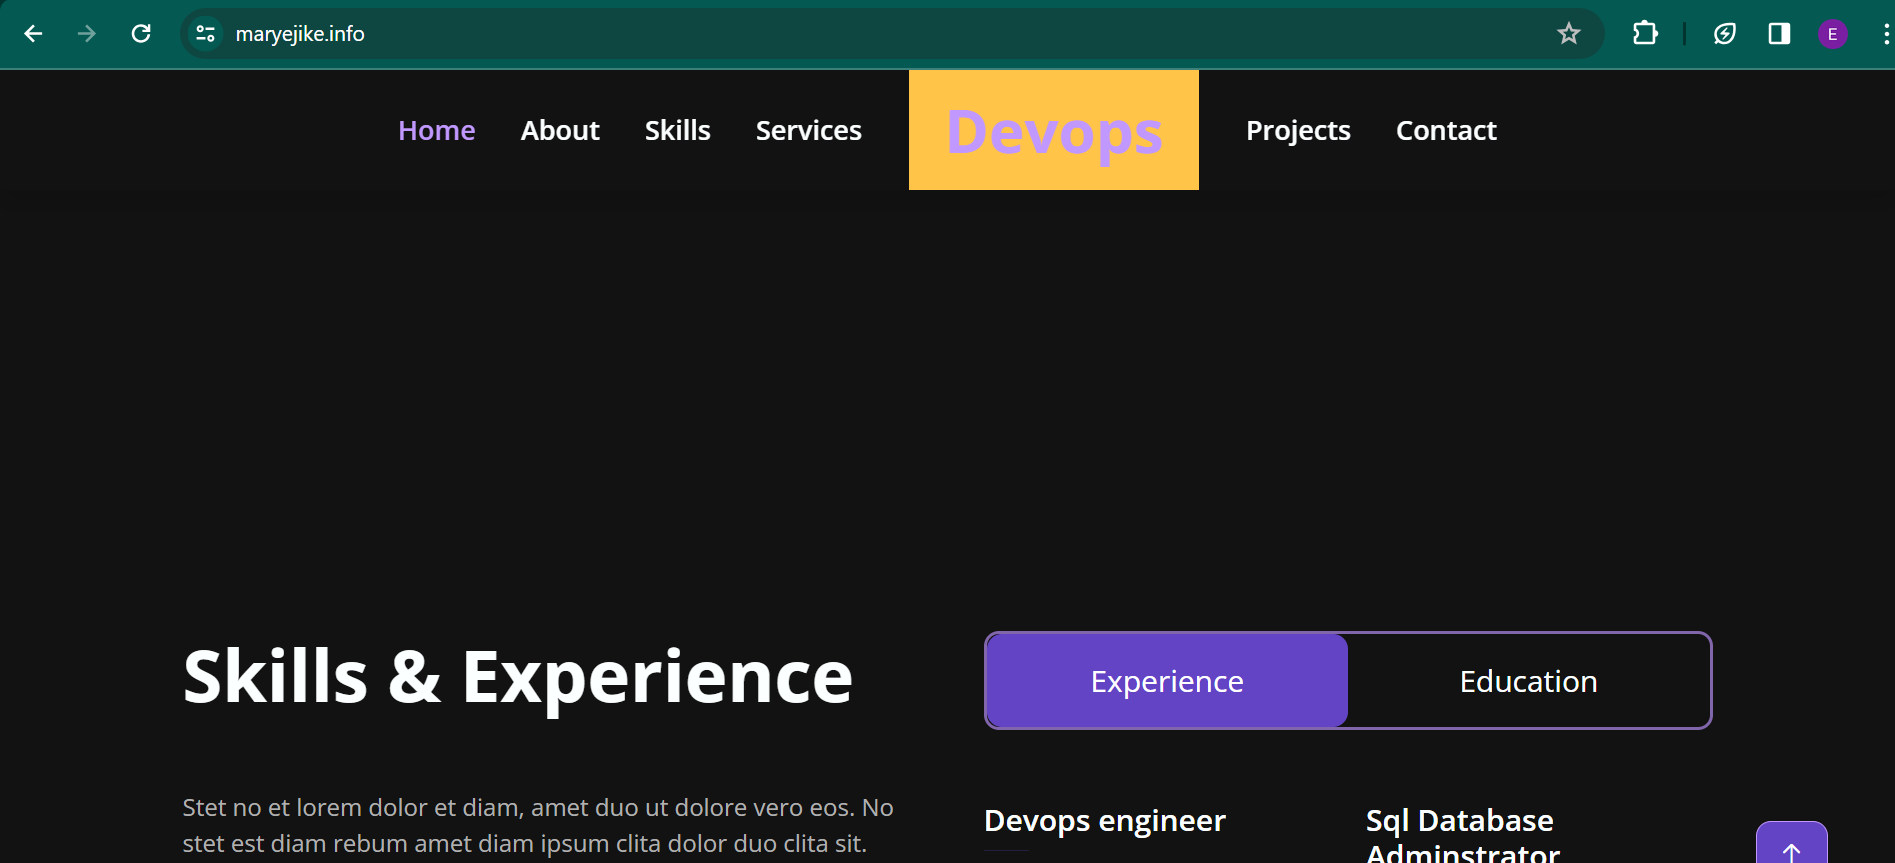 maryejike.info
E
Home About Skills Services Devops Projects Contact
Skills & Experience
Experience Education
Stet no et lorem dolor et diam, amet duo ut dolore vero eos. No
stet est diam rebum amet diam ipsum clita dolor duo clita sit.
Devops engineer
Sql Database
Adminstrator